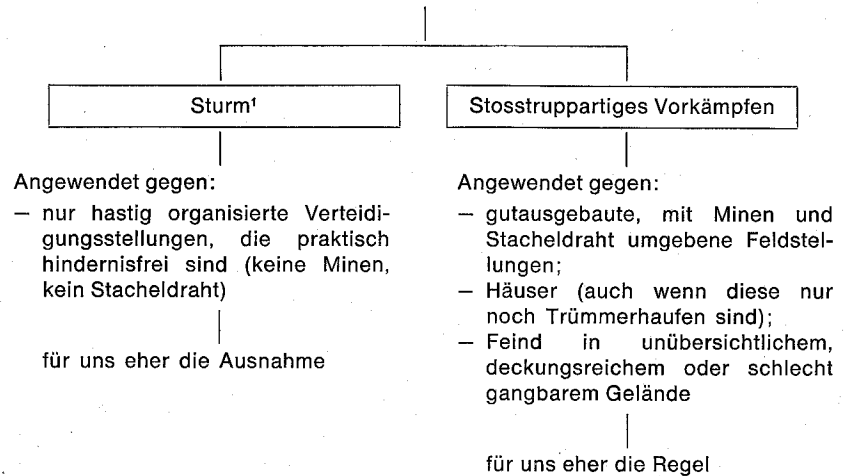 Sturm¹
Angewendet gegen:
— nur hastig organisierte Verteidi-
gungsstellungen, die praktisch
hindernisfrei sind (keine Minen,
kein Stacheldraht)
für uns eher die Ausnahme
Stosstruppartiges Vorkämpfen
Angewendet gegen:
— gutausgebaute, mit Minen und
Stacheldraht umgebene Feldstel-
lungen;
— Häuser (auch wenn diese nur
noch Trümmerhaufen sind);
— Feind in unübersichtlichem,
deckungsreichem oder schlecht
gangbarem Gelände
für uns eher die Regel